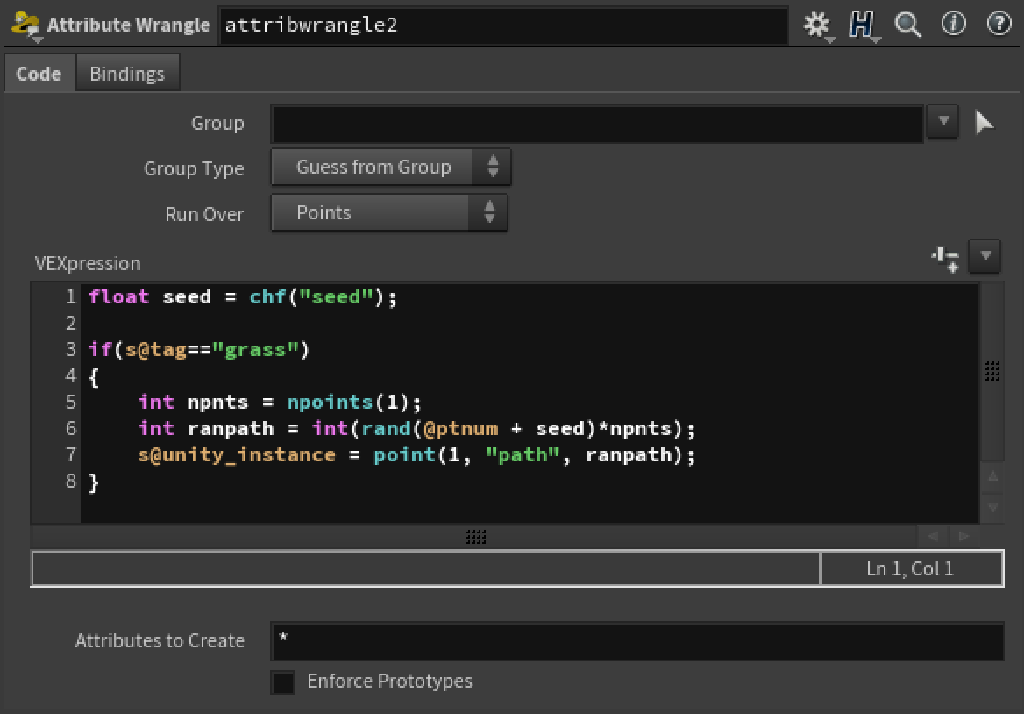 Attribute Wrangle attribwrangle2
Code Bindings
Group
Group Type Guess from Group
Run Over Points
VEXpression
1 float seed = chf("seed");
2
3 if(s@tag=="grass")
4 {
5 int npnts = npoints(1);
6 int ranpath = int(rand(@ptnum + seed)*npnts);
7 s@unity_instance = point(1, "path", ranpath);
8 }
Ln 1, Col 1
Attributes to Create *
Enforce Prototypes